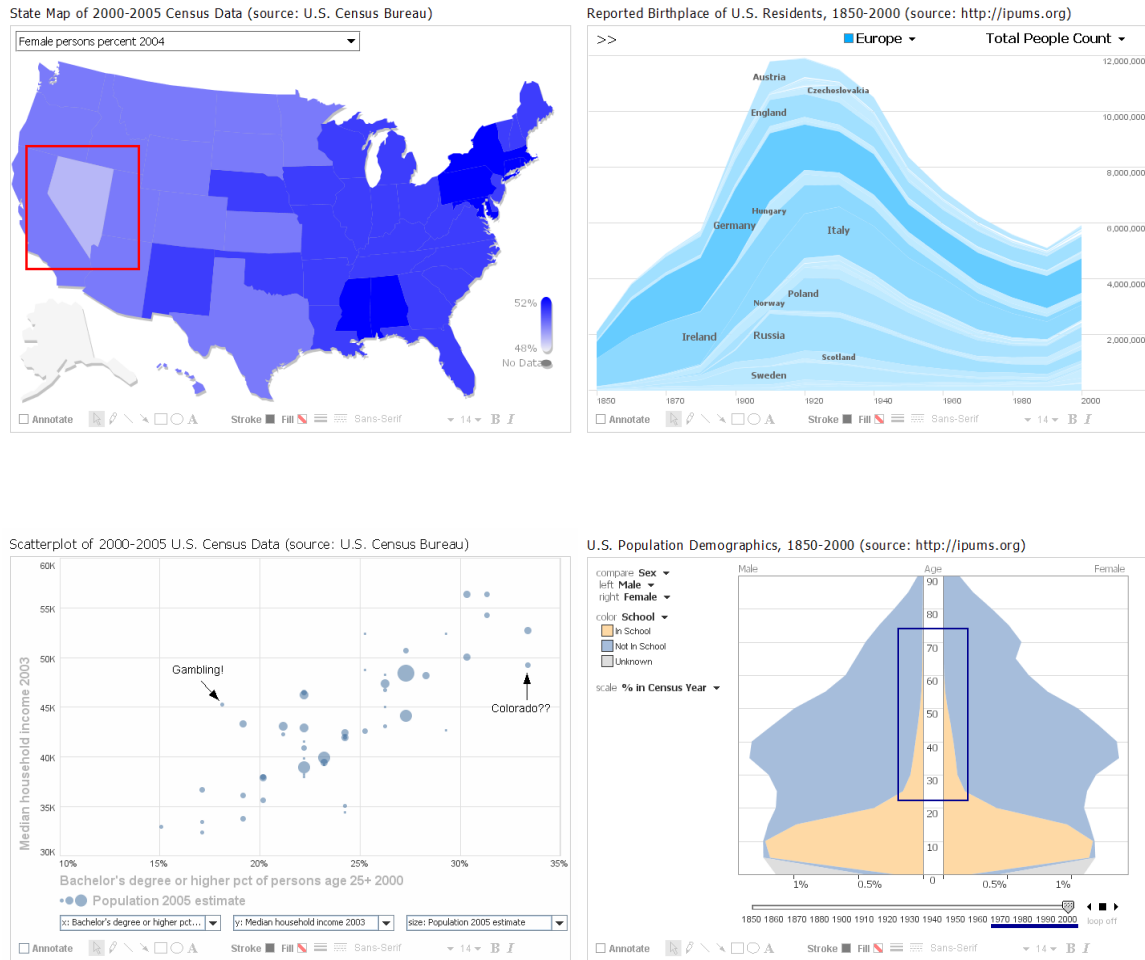 State Map of 2000-2005 Census Data (source: U.S. Census Bureau)
Female persons percent 2004
52%
48%
No Data
Annotate A Stroke Fill Sans-Serif 14 B I
Reported Birthplace of U.S. Residents, 1850-2000 (source: http://ipums.org)
>> Europe Total People Count
12,000,000
10,000,000
8,000,000
6,000,000
4,000,000
2,000,000
Austria
Czechoslovakia
England
Hungary
Germany
Italy
Poland
Norway
Ireland
Russia
Scotland
Sweden
1850 1870 1900 1920 1940 1960 1980 2000
Annotate A Stroke Fill Sans-Serif 14 B I
Scatterplot of 2000-2005 U.S. Census Data (source: U.S. Census Bureau)
60K
55K
50K
45K
40K
35K
30K
Median household income 2003
Gambling!
Colorado??
10% 15% 20% 25% 30% 35%
Bachelor's degree or higher pct of persons age 25+ 2000
Population 2005 estimate
x: Bachelor's degree or higher pct... y: Median household income 2003 size: Population 2005 estimate
Annotate A Stroke Fill Sans-Serif 14 B I
U.S. Population Demographics, 1850-2000 (source: http://ipums.org)
compare Sex
left Male
right Female
color School
In School
Not In School
Unknown
scale % in Census Year
Male Age Female
90
80
70
60
50
40
30
20
10
0
1% 0.5% 0.5% 1%
1850 1860 1870 1880 1900 1910 1920 1930 1940 1950 1960 1970 1980 1990 2000
loop off
Annotate A Stroke Fill Sans-Serif 14 B I